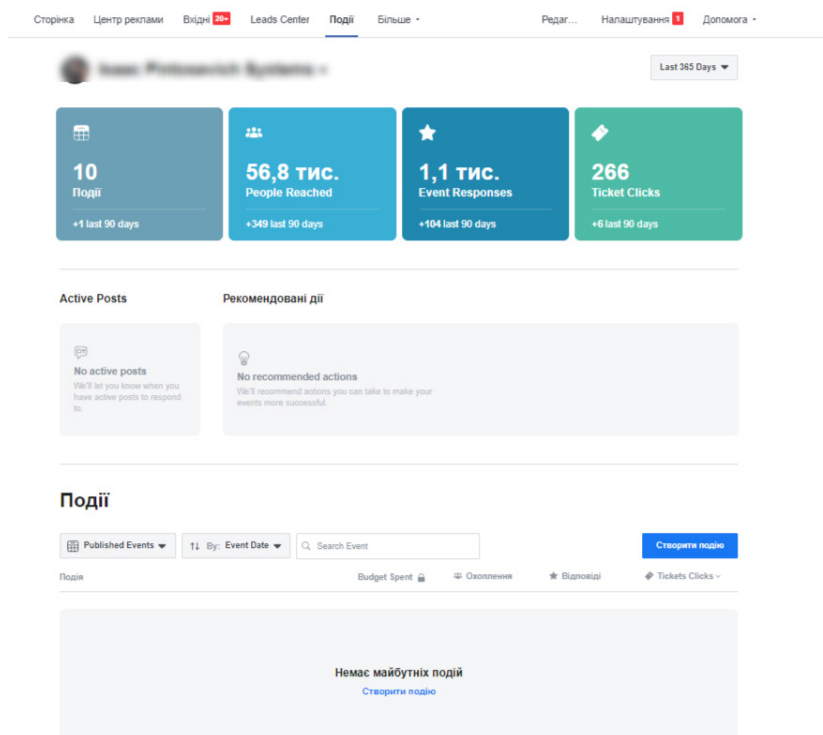 Сторінка Центр реклами Вхідні 20+ Leads Center Події Більше Редаг... Налаштування 1 Допомога
Last 365 Days
10
Події
+1 last 90 days
56,8 тис.
People Reached
+349 last 90 days
1,1 тис.
Event Responses
+104 last 90 days
266
Ticket Clicks
+6 last 90 days
Active Posts
Рекомендовані дії
No active posts
We'll let you know when you
have active posts to respond
to.
No recommended actions
We'll recommend actions you can take to make your
events more successful.
Події
Published Events By: Event Date Search Event Створити подію
Подія Budget Spent Охоплення Відповіді Tickets Clicks
Немає майбутніх подій
Створити подію